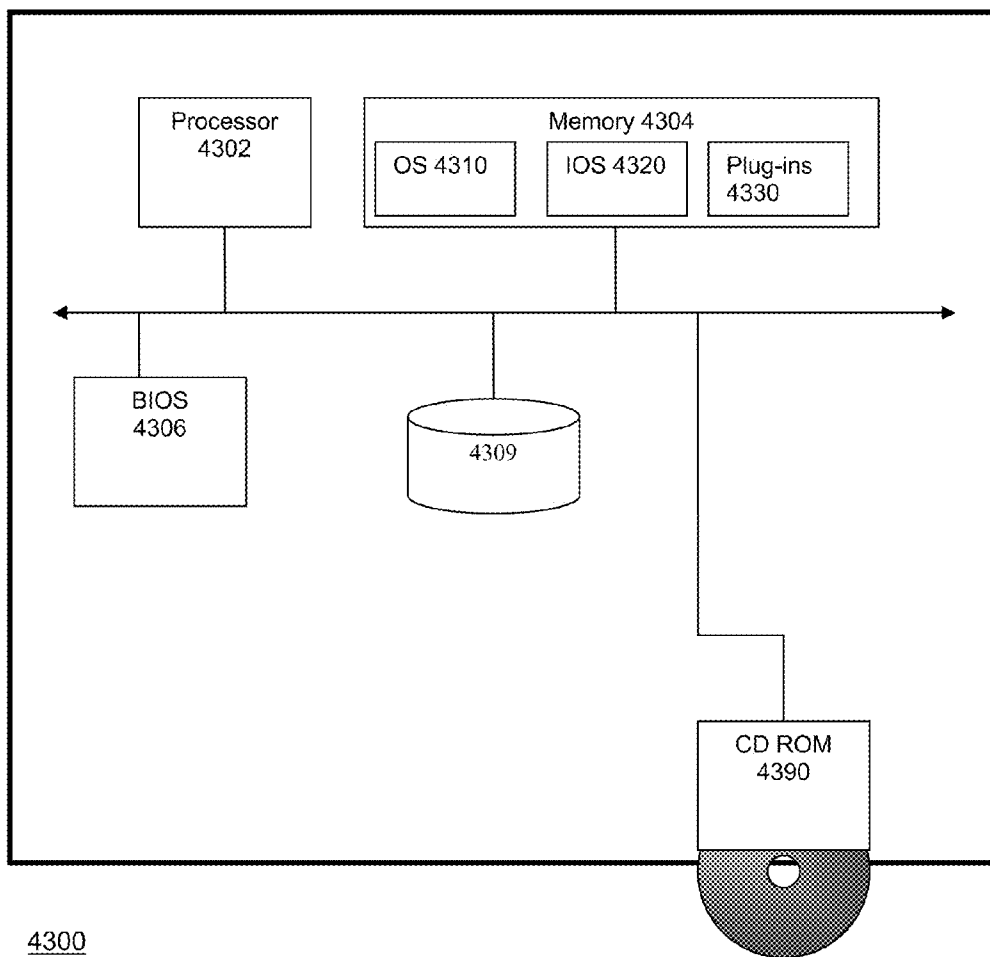 Processor
4302
Memory 4304
OS 4310
IOS 4320
Plug-ins
4330
BIOS
4306
4309
CD ROM
4390
4300